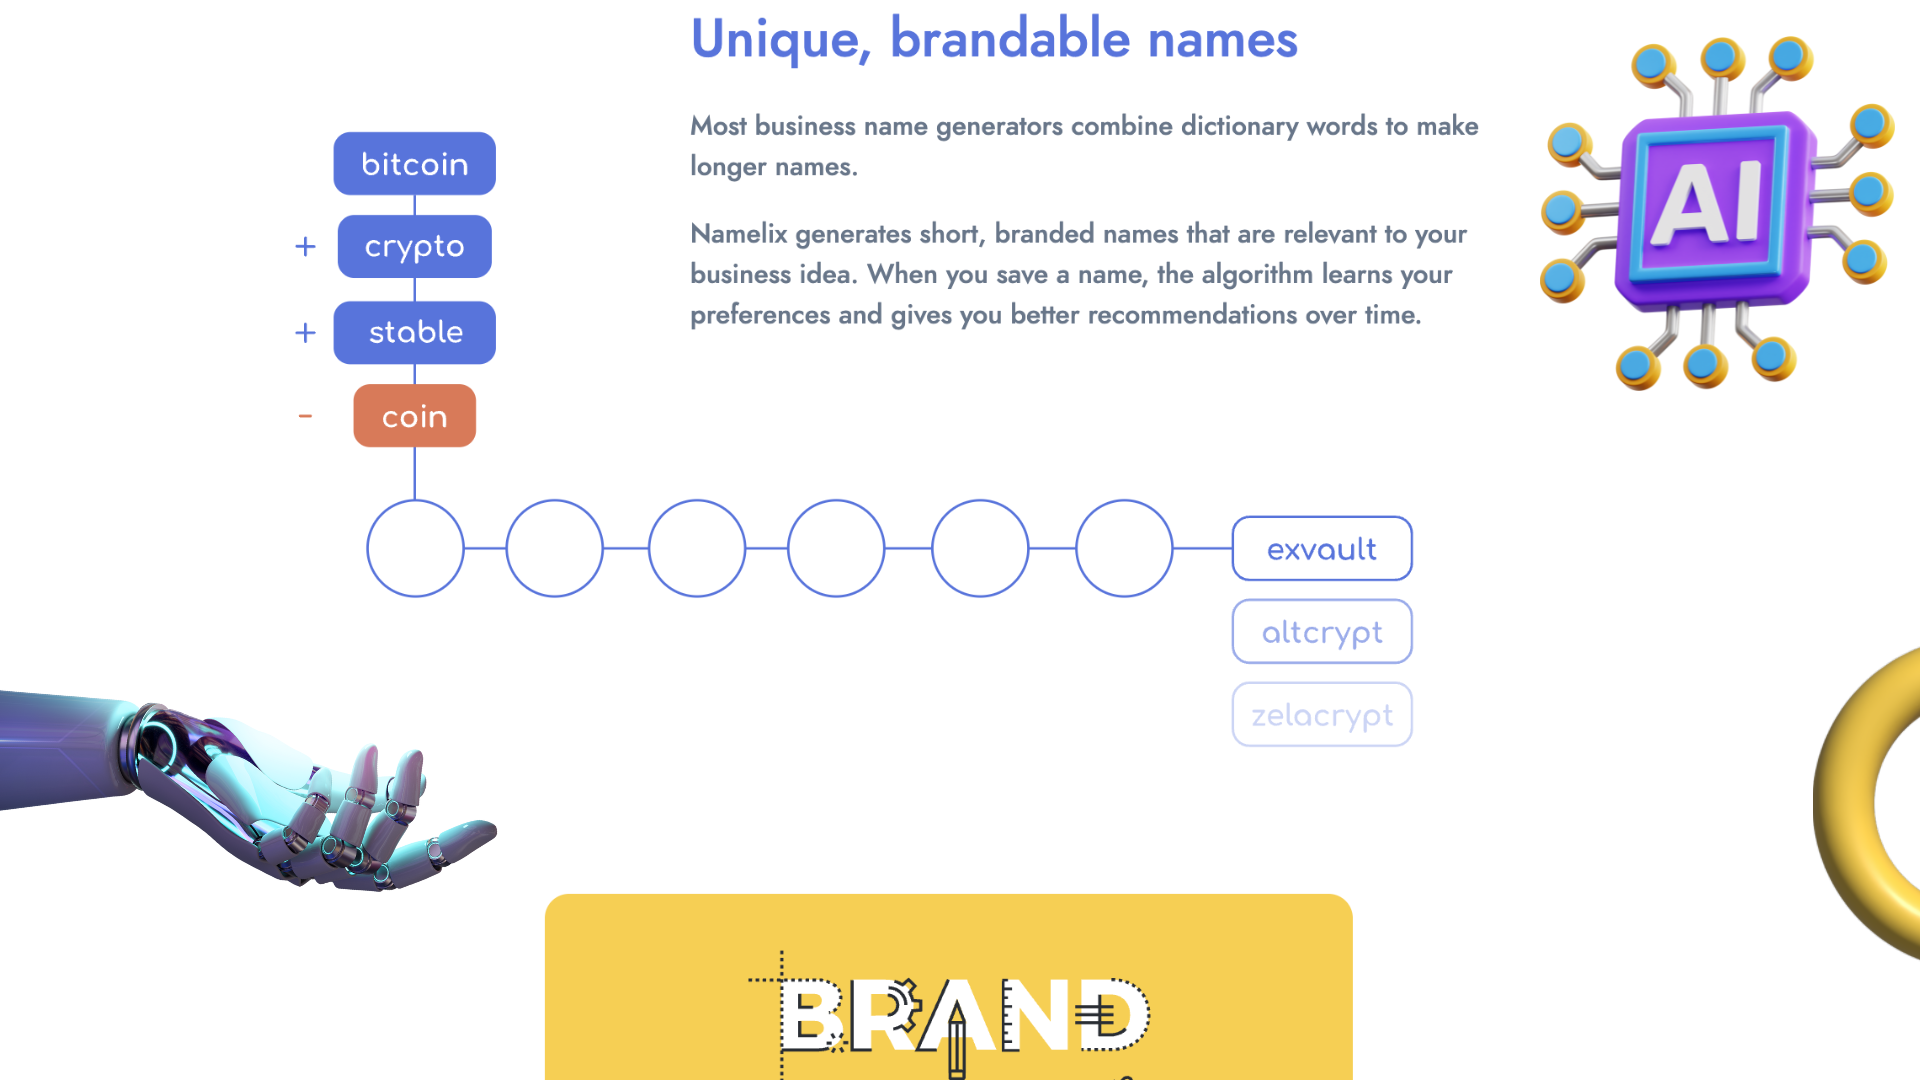 Unique, brandable names
Most business name generators combine dictionary words to make
longer names.
Namelix generates short, branded names that are relevant to your
business idea. When you save a name, the algorithm learns your
preferences and gives you better recommendations over time.
AI
bitcoin
+ crypto
+ stable
- coin
exvault
altcrypt
zelacrypt
BRAND